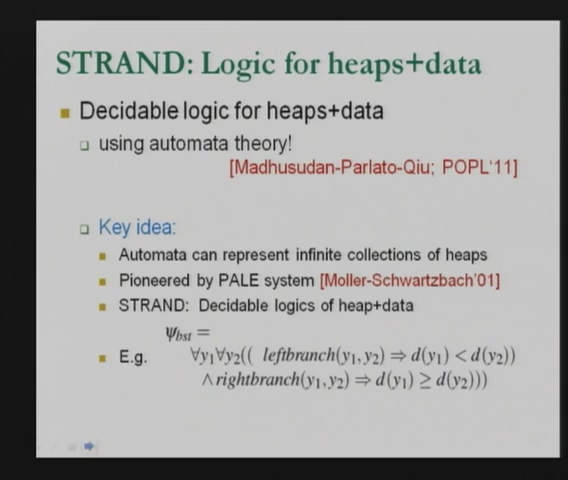 STRAND: Logic for heaps+data
Decidable logic for heaps+data
using automata theory!
[Madhusudan-Parlato-Qiu; POPL'11]
Key idea:
Automata can represent infinite collections of heaps
Pioneered by PALE system [Moller-Schwartzbach'01]
STRAND: Decidable logics of heap+data
ψbst =
E.g. ∀y1∀y2(( leftbranch(y1,y2) ⇒ d(y1) < d(y2))
∧ rightbranch(y1,y2) ⇒ d(y1) ≥ d(y2)))